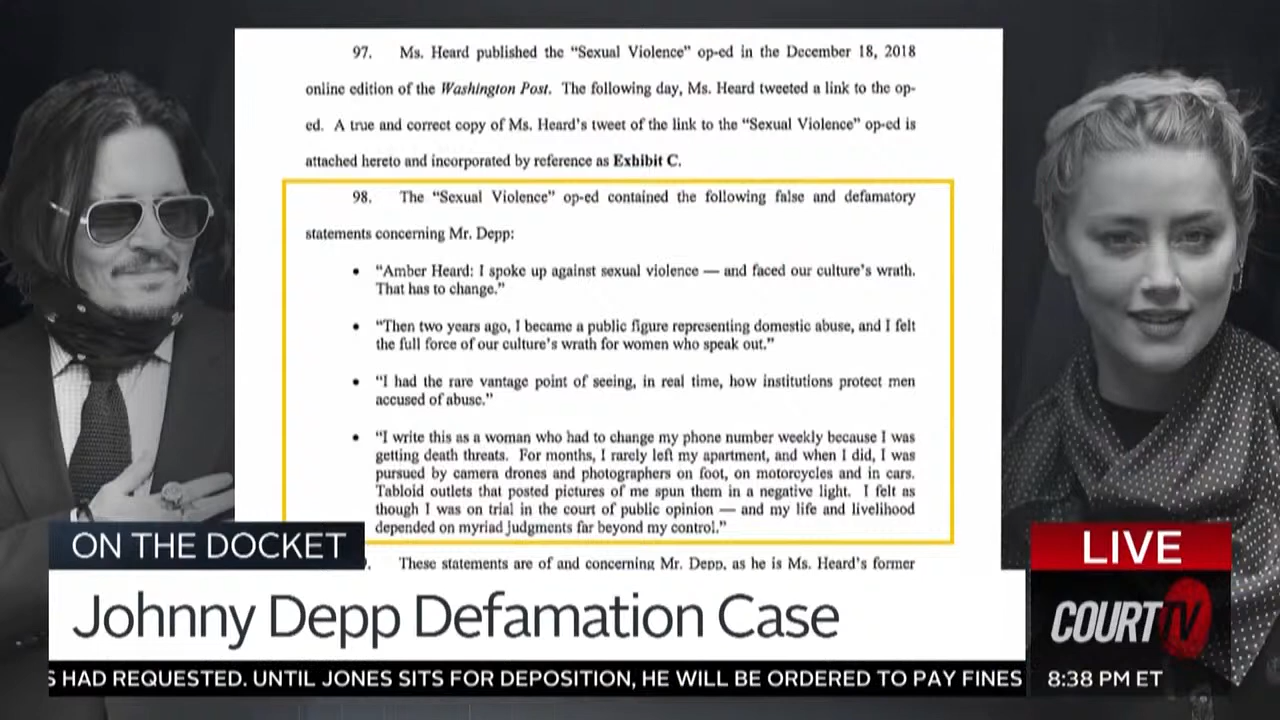 97. Ms. Heard published the “Sexual Violence” op-ed in the December 18, 2018
online edition of the Washington Post. The following day, Ms. Heard tweeted a link to the op-
ed. A true and correct copy of Ms. Heard’s tweet of the link to the “Sexual Violence” op-ed is
attached hereto and incorporated by reference as Exhibit C.
98. The “Sexual Violence” op-ed contained the following false and defamatory
statements concerning Mr. Depp:
• “Amber Heard: I spoke up against sexual violence — and faced our culture’s wrath.
That has to change.”
• “Then two years ago, I became a public figure representing domestic abuse, and I felt
the full force of our culture’s wrath for women who speak out.”
• “I had the rare vantage point of seeing, in real time, how institutions protect men
accused of abuse.”
• “I write this as a woman who had to change my phone number weekly because I was
getting death threats. For months, I rarely left my apartment, and when I did, I was
pursued by camera drones and photographers on foot, on motorcycles and in cars.
Tabloid outlets that posted pictures of me spun them in a negative light. I felt as
though I was on trial in the court of public opinion — and my life and livelihood
depended on myriad judgments far beyond my control.”
. These statements are of and concerning Mr. Depp, as he is Ms. Heard’s former
ON THE DOCKET
Johnny Depp Defamation Case
LIVE
COURT TV
S HAD REQUESTED. UNTIL JONES SITS FOR DEPOSITION, HE WILL BE ORDERED TO PAY FINES
8:38 PM ET